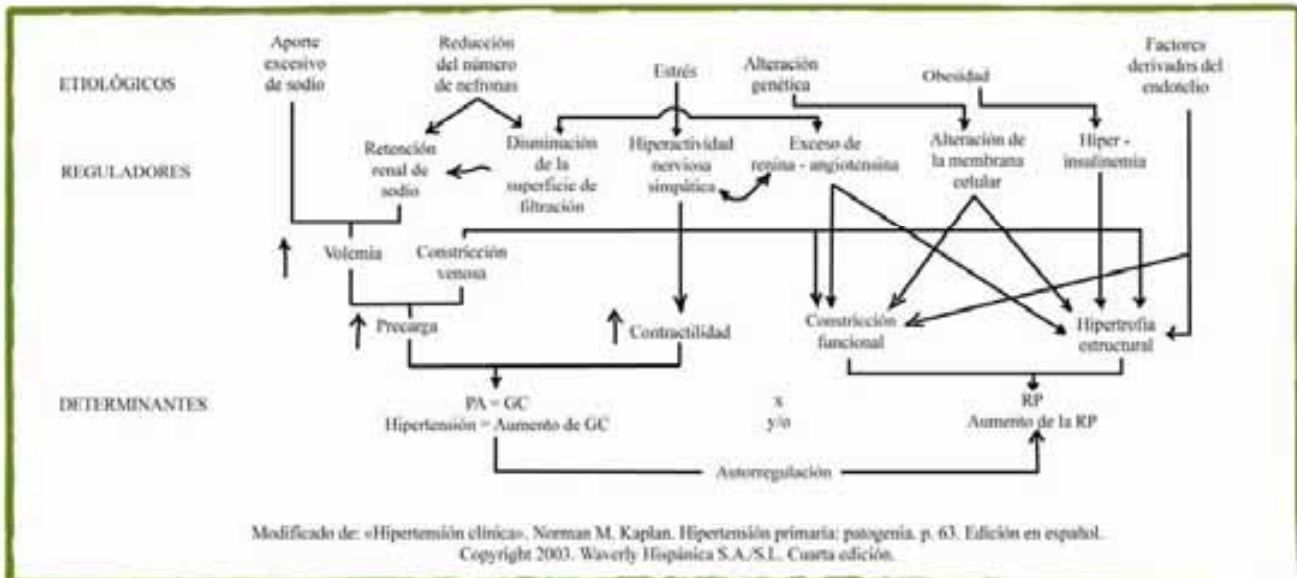 Aporte
excesivo
de sodio
Reducción
del número
de nefronas
Estrés
Alteración
genética
Obesidad
Factores
derivados del
endotelio
ETIOLÓGICOS
REGULADORES
Retención
renal de
sodio
Disminución
de la
superficie de
filtración
Hiperactividad
nerviosa
simpática
Exceso de
renina - angiotensina
Alteración de
la membrana
celular
Hiper -
insulinemia
Volemia
Constricción
venosa
Precarga
Contractilidad
Constricción
funcional
Hipertrofia
estructural
DETERMINANTES
PA = GC
x
RP
Hipertensión = Aumento de GC
y/o
Aumento de la RP
Autorregulación
Modificado de: «Hipertensión clínica». Norman M. Kaplan. Hipertensión primaria: patogenia. p. 63. Edición en español.
Copyright 2003. Waverly Hispánica S.A./S.L. Cuarta edición.